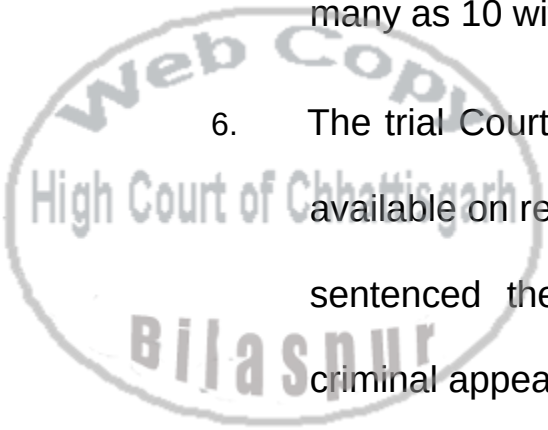 many as 10 wi
Web Copy
6. The trial Court
High Court of Chhattisgarh
available on re
sentenced the
Bilaspur
criminal appea